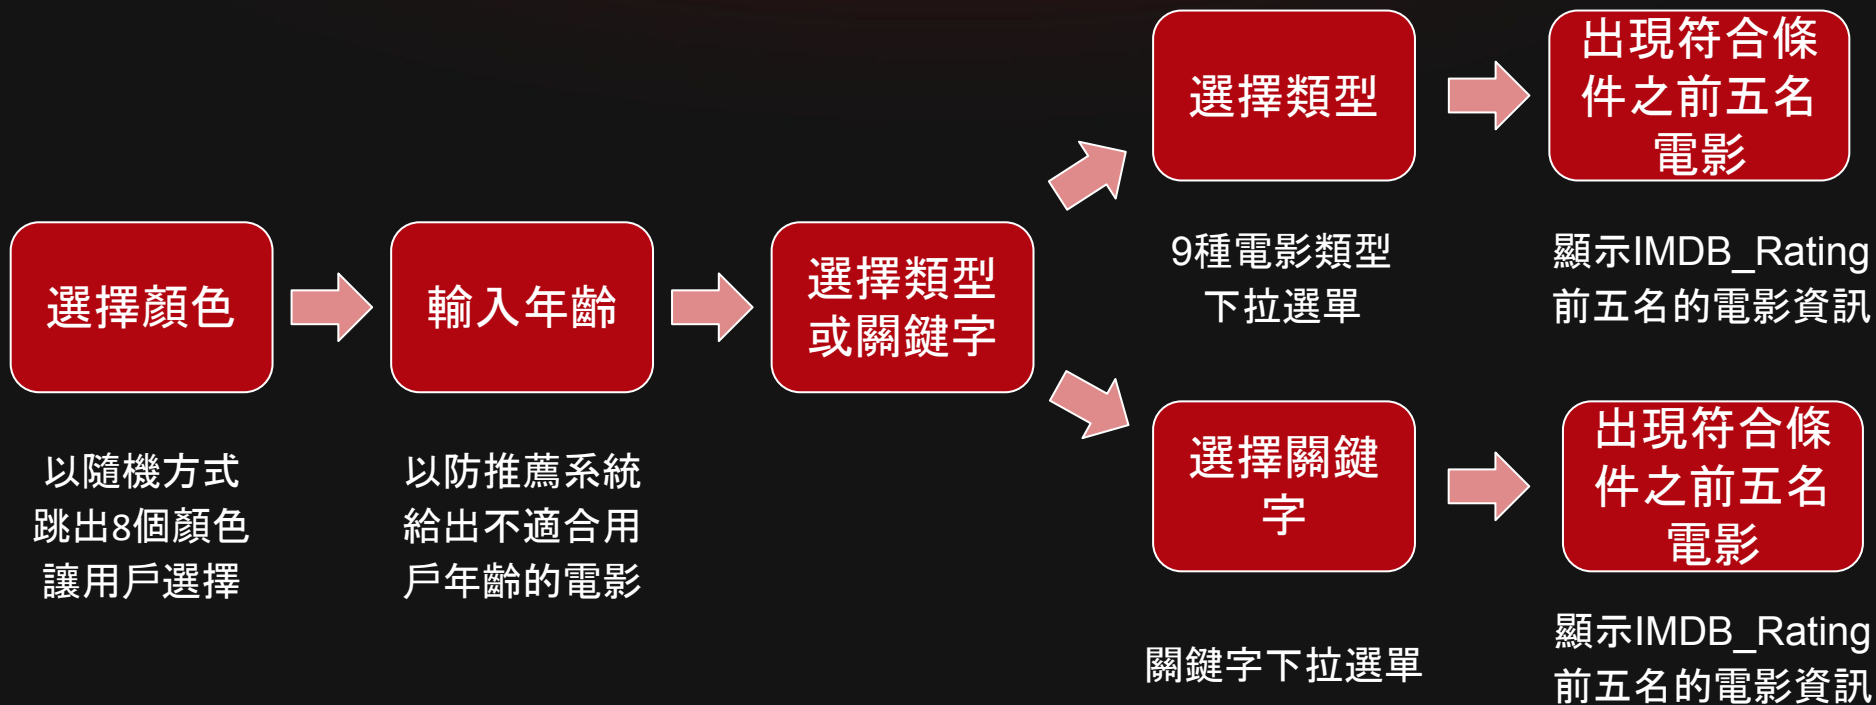 選擇顏色
以隨機方式
跳出8個顏色
讓用戶選擇
輸入年齡
以防推薦系統
給出不適合用
戶年齡的電影
選擇類型
或關鍵字
選擇類型
9種電影類型
下拉選單
出現符合條
件之前五名
電影
顯示IMDB_Rating
前五名的電影資訊
選擇關鍵
字
關鍵字下拉選單
出現符合條
件之前五名
電影
顯示IMDB_Rating
前五名的電影資訊